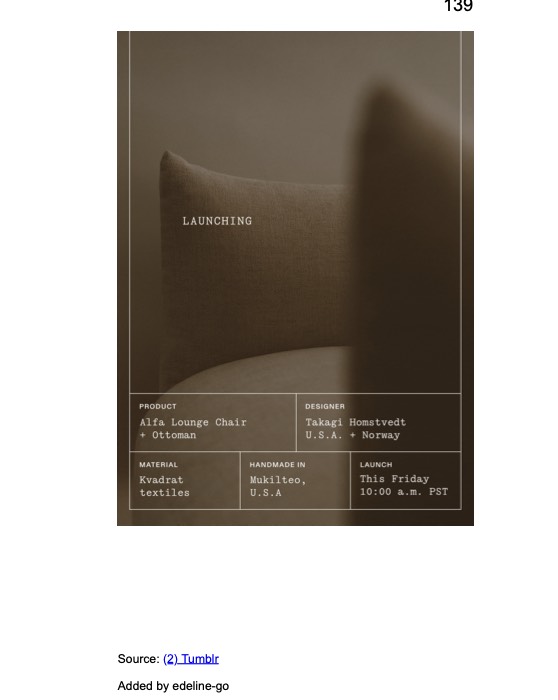 139
LAUNCHING
PRODUCT
Alfa Lounge Chair
+ Ottoman
DESIGNER
Takagi Homstvedt
U.S.A. + Norway
MATERIAL
Kvadrat
textiles
HANDMADE IN
Mukilteo,
U.S.A
LAUNCH
This Friday
10:00 a.m. PST
Source: (2) Tumblr
Added by edeline-go